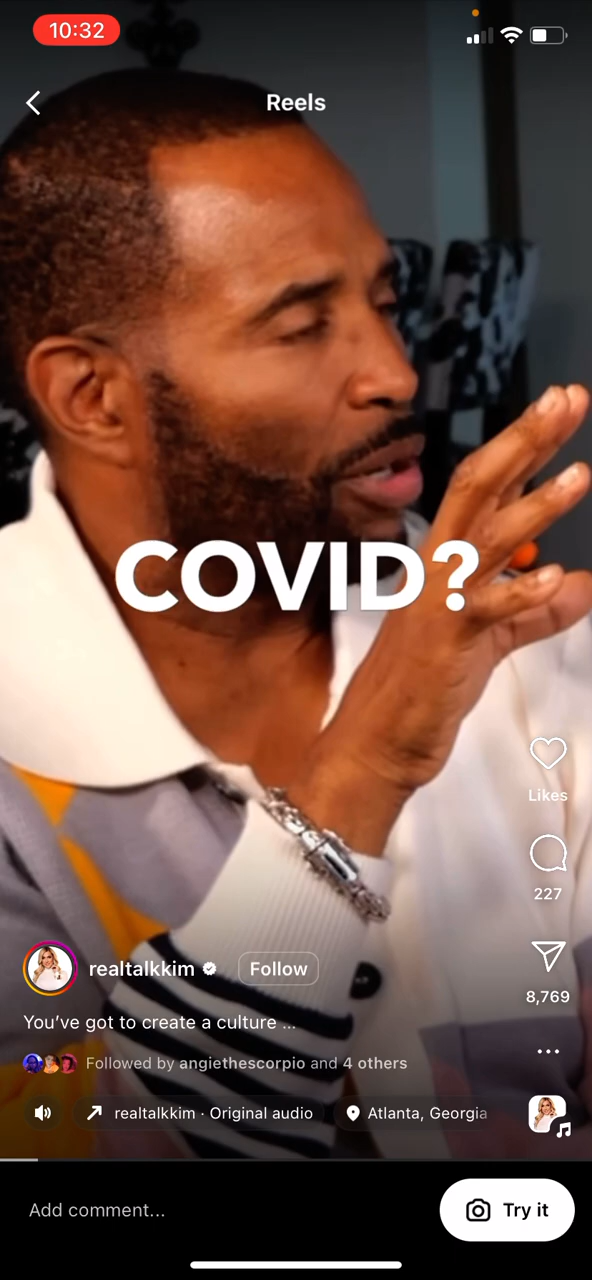 10:32
Reels
COVID?
Likes
227
8,769
realtalkkim
Follow
You’ve got to create a culture ...
Followed by angiethescorpio and 4 others
realtalkkim · Original audio
Atlanta, Georgia
Add comment...
Try it